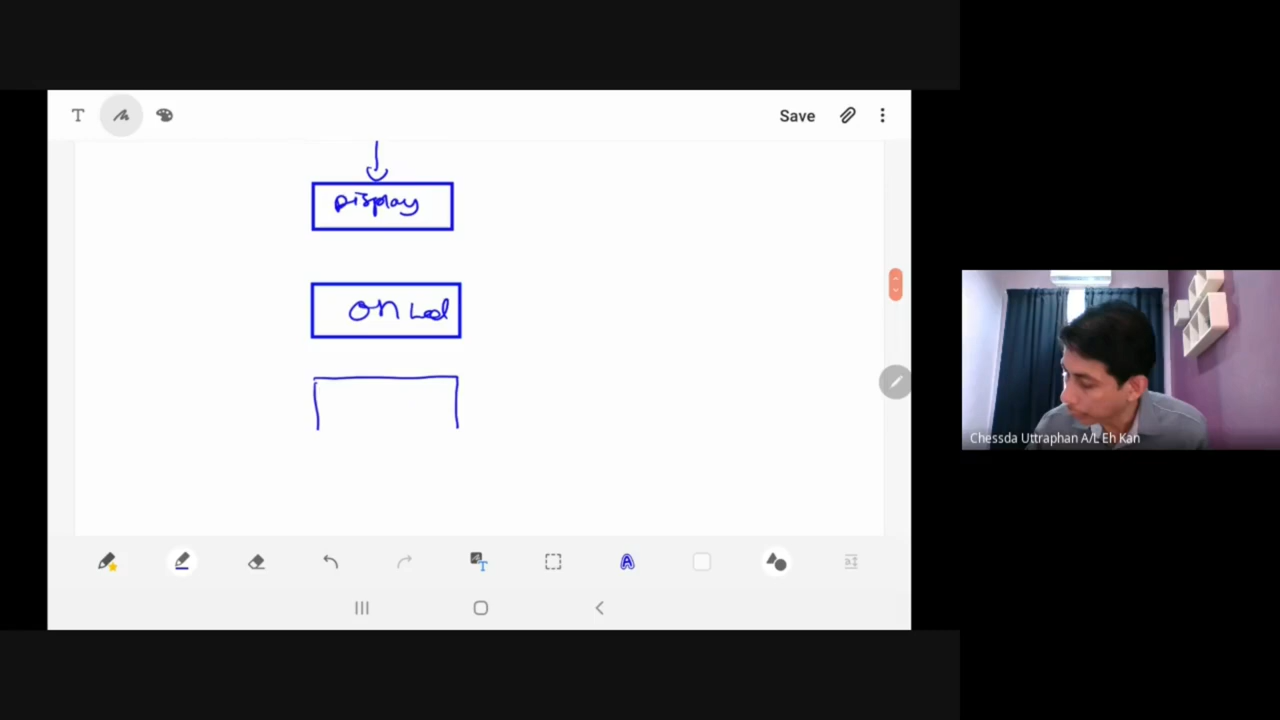 T
Save
Display
ON Led
Chessda Uttraphan A/L Eh Kan
T
A